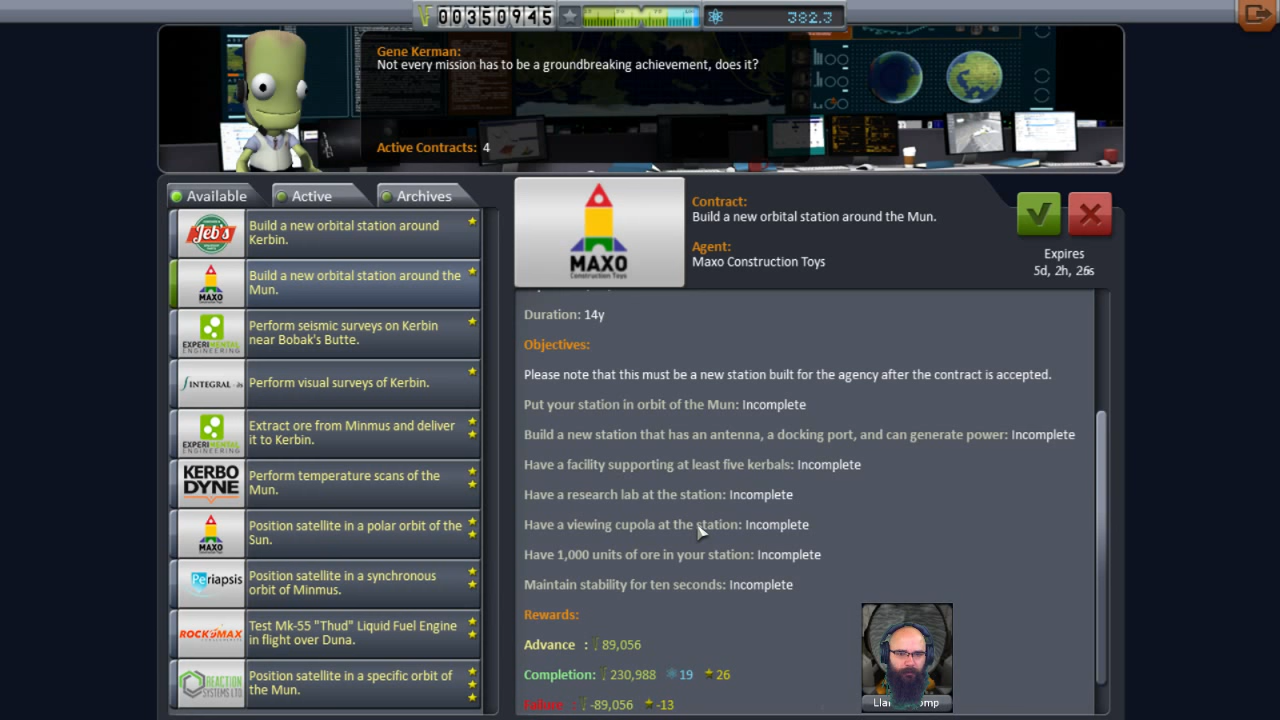 00350945
382.3
Gene Kerman:
Not every mission has to be a groundbreaking achievement, does it?
Active Contracts: 4
Available
Active
Archives
Jeb's
Build a new orbital station around
Kerbin.
MAXO
Build a new orbital station around the
Mun.
EXPERIMENTAL
ENGINEERING
Perform seismic surveys on Kerbin
near Bobak's Butte.
INTEGRAL
Perform visual surveys of Kerbin.
EXPERIMENTAL
ENGINEERING
Extract ore from Minmus and deliver
it to Kerbin.
KERBO
DYNE
Perform temperature scans of the
Mun.
MAXO
Position satellite in a polar orbit of the
Sun.
Periapsis
Position satellite in a synchronous
orbit of Minmus.
ROCKOMAX
Test Mk-55 "Thud" Liquid Fuel Engine
in flight over Duna.
REACTION
SYSTEMS LTD
Position satellite in a specific orbit of
the Mun.
MAXO
Construction Toys
Contract:
Build a new orbital station around the Mun.
Agent:
Maxo Construction Toys
Expires
5d, 2h, 26s
Duration: 14y
Objectives:
Please note that this must be a new station built for the agency after the contract is accepted.
Put your station in orbit of the Mun: Incomplete
Build a new station that has an antenna, a docking port, and can generate power: Incomplete
Have a facility supporting at least five kerbals: Incomplete
Have a research lab at the station: Incomplete
Have a viewing cupola at the station: Incomplete
Have 1,000 units of ore in your station: Incomplete
Maintain stability for ten seconds: Incomplete
Rewards:
Advance : 89,056
Completion: 230,988 19 26
Failure : -89,056 -13